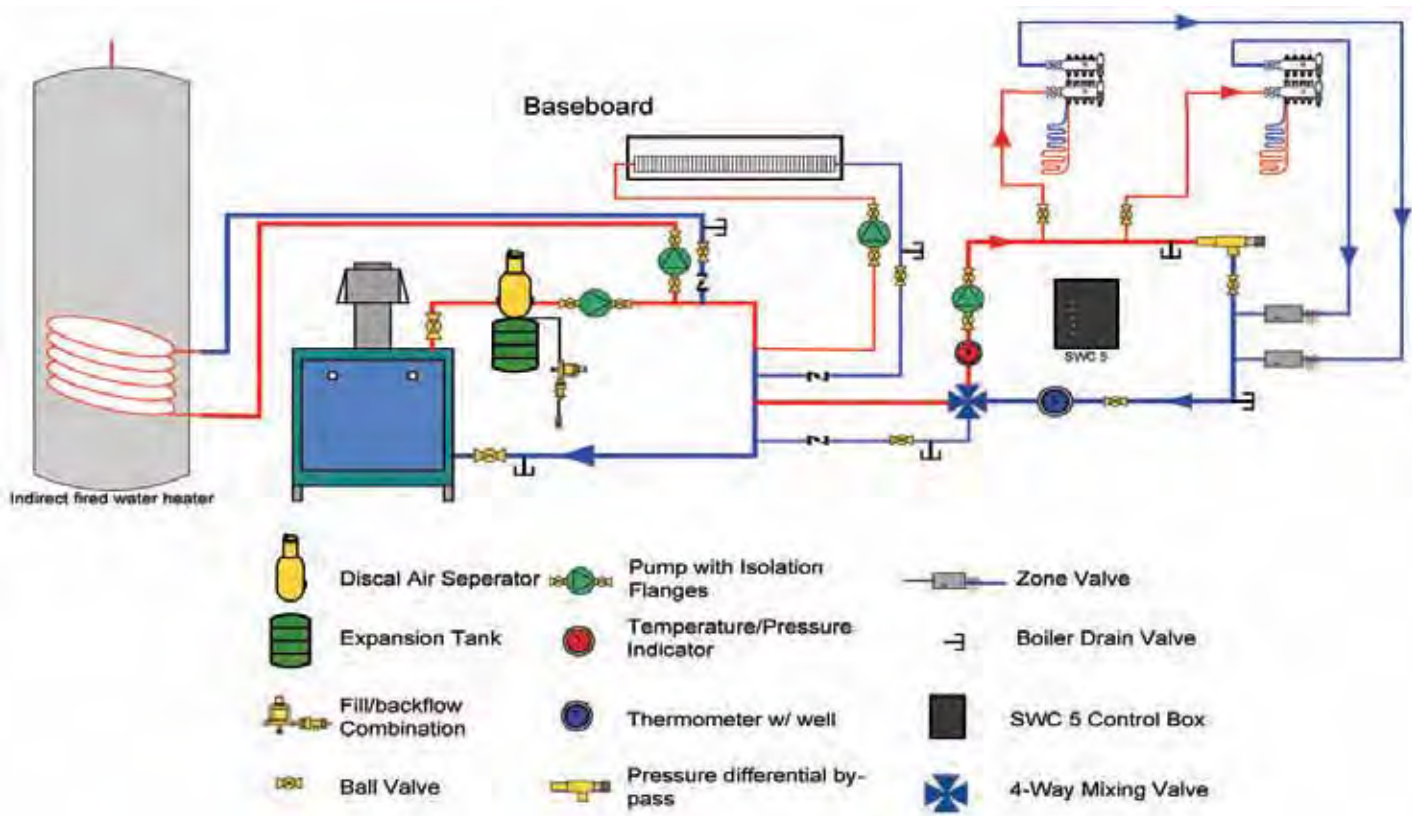 Baseboard
SWC 5
Indirect fired water heater
Discal Air Seperator
Pump with Isolation
Flanges
Zone Valve
Expansion Tank
Temperature/Pressure
Indicator
Boiler Drain Valve
Fill/backflow
Combination
Thermometer w/ well
SWC 5 Control Box
Ball Valve
Pressure differential by-
pass
4-Way Mixing Valve